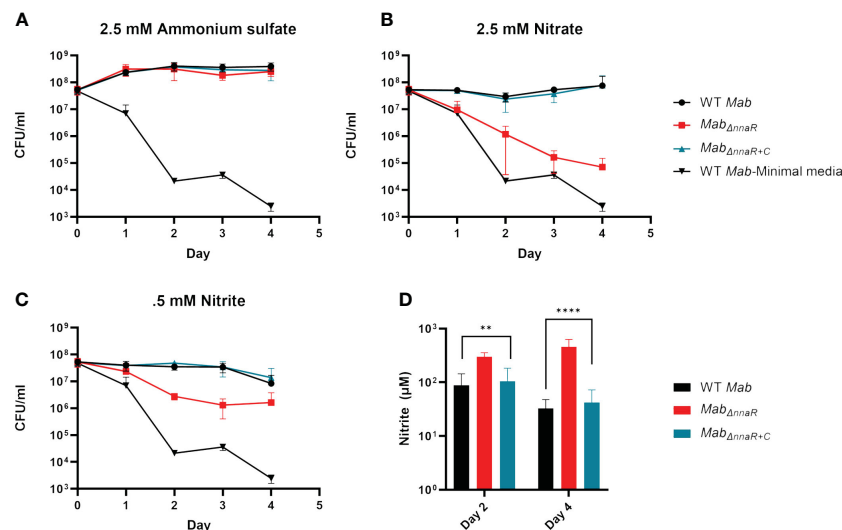 A
2.5 mM Ammonium sulfate
CFU/ml
10⁹
10⁸
10⁷
10⁶
10⁵
10⁴
10³
0 1 2 3 4 5
Day
B
2.5 mM Nitrate
CFU/ml
10⁹
10⁸
10⁷
10⁶
10⁵
10⁴
10³
0 1 2 3 4 5
Day
WT Mab
MabΔnnaR
MabΔnnaR+C
WT Mab-Minimal media
C
.5 mM Nitrite
CFU/ml
10⁹
10⁸
10⁷
10⁶
10⁵
10⁴
10³
0 1 2 3 4 5
Day
D
Nitrite (µM)
10³
10²
10¹
10⁰
**
****
Day 2
Day 4
WT Mab
MabΔnnaR
MabΔnnaR+C